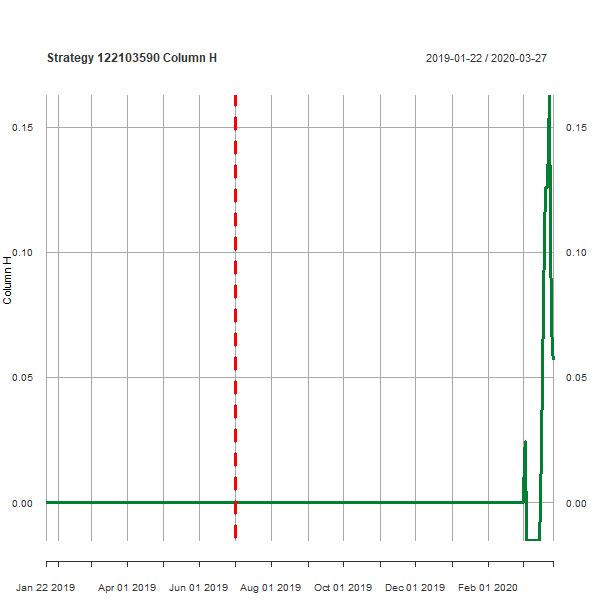 Strategy 122103590 Column H
2019-01-22 / 2020-03-27
0.15 0.15
0.10 0.10
Column H
0.05 0.05
0.00 0.00
Jan 22 2019 Apr 01 2019 Jun 01 2019 Aug 01 2019 Oct 01 2019 Dec 01 2019 Feb 01 2020